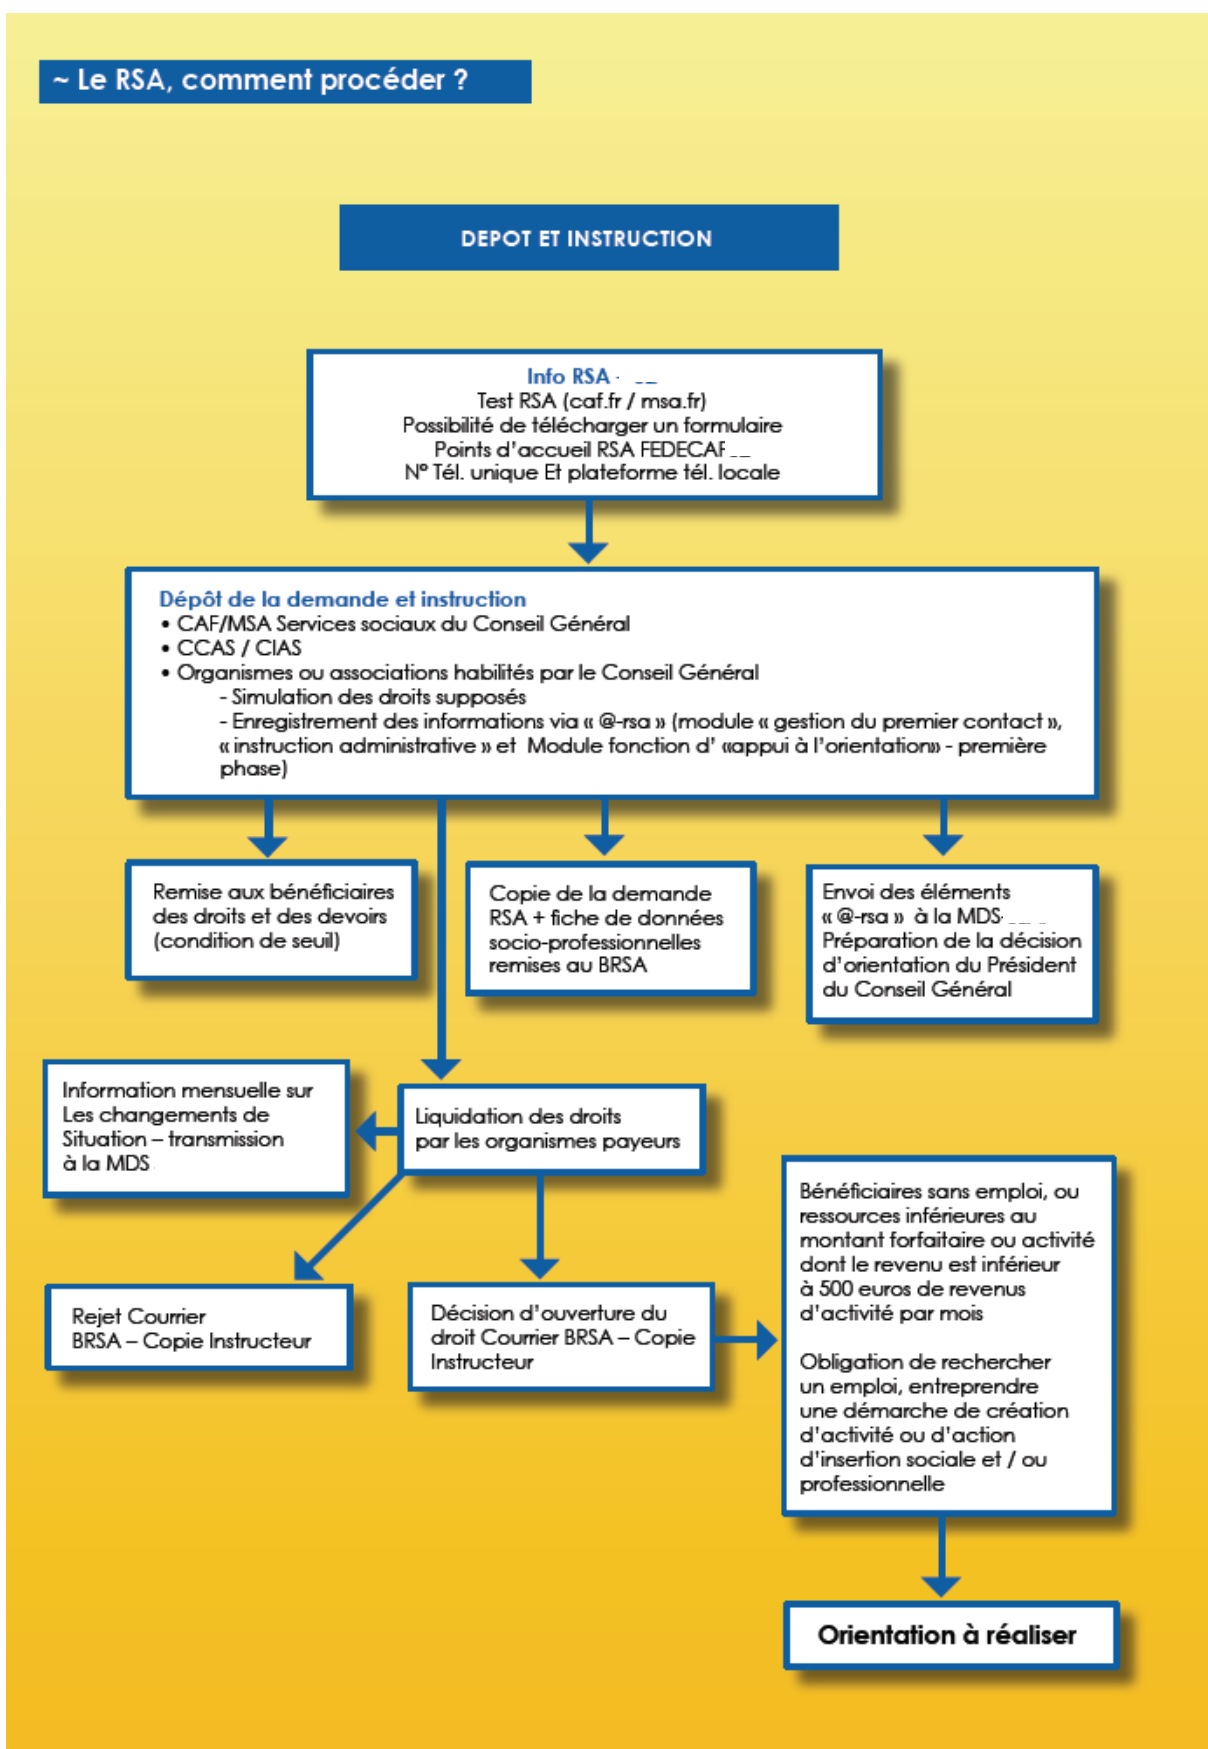 ~ Le RSA, comment procéder ?
DEPOT ET INSTRUCTION
Info RSA
Test RSA (caf.fr / msa.fr)
Possibilité de télécharger un formulaire
Points d'accueil RSA FEDECAF
N° Tél. unique Et plateforme tél. locale
Dépôt de la demande et instruction
• CAF/MSA Services sociaux du Conseil Général
• CCAS / CIAS
• Organismes ou associations habilités par le Conseil Général
- Simulation des droits supposés
- Enregistrement des informations via « @-rsa » (module « gestion du premier contact »,
« instruction administrative » et Module fonction d' «appui à l'orientation» - première
phase)
Remise aux bénéficiaires
des droits et des devoirs
(condition de seuil)
Copie de la demande
RSA + fiche de données
socio-professionnelles
remises au BRSA
Envoi des éléments
« @-rsa » à la MDS
Préparation de la décision
d'orientation du Président
du Conseil Général
Information mensuelle sur
Les changements de
Situation – transmission
à la MDS
Liquidation des droits
par les organismes payeurs
Rejet Courrier
BRSA – Copie Instructeur
Décision d'ouverture du
droit Courrier BRSA – Copie
Instructeur
Bénéficiaires sans emploi, ou
ressources inférieures au
montant forfaitaire ou activité
dont le revenu est inférieur
à 500 euros de revenus
d'activité par mois
Obligation de rechercher
un emploi, entreprendre
une démarche de création
d'activité ou d'action
d'insertion sociale et / ou
professionnelle
Orientation à réaliser